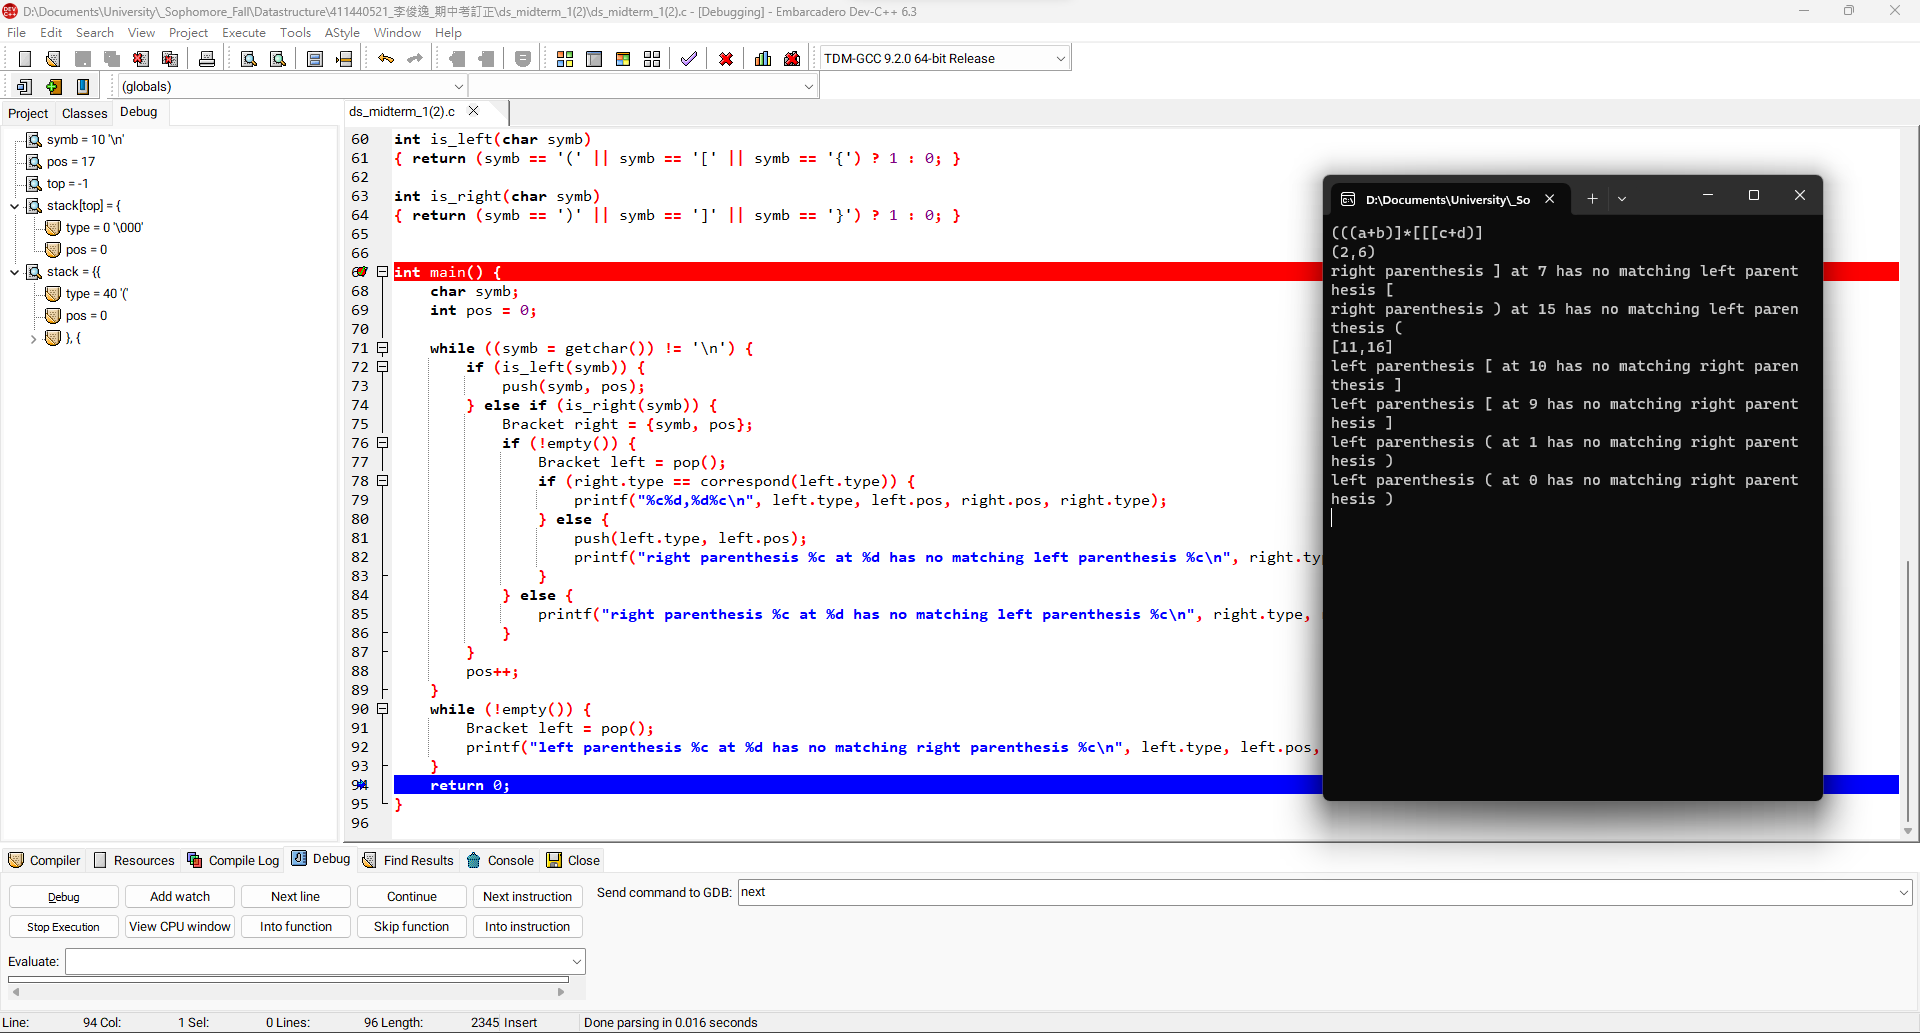 D:\Documents\University\_Sophomore_Fall\Datastructure\411440521_李俊逸_期中考訂正\ds_midterm_1(2)\ds_midterm_1(2).c - [Debugging] - Embarcadero Dev-C++ 6.3
File Edit Search View Project Execute Tools AStyle Window Help
TDM-GCC 9.2.0 64-bit Release
(globals)
Project Classes Debug
ds_midterm_1(2).c
symb = 10 '\n'
pos = 17
top = -1
stack[top] = {
type = 0 '\000'
pos = 0
stack = {{
type = 40 '('
pos = 0
}, {
60 int is_left(char symb)
61 { return (symb == '(' || symb == '[' || symb == '{') ? 1 : 0; }
62
63 int is_right(char symb)
64 { return (symb == ')' || symb == ']' || symb == '}') ? 1 : 0; }
65
66
67 int main() {
68 char symb;
69 int pos = 0;
70
71 while ((symb = getchar()) != '\n') {
72 if (is_left(symb)) {
73 push(symb, pos);
74 } else if (is_right(symb)) {
75 Bracket right = {symb, pos};
76 if (!empty()) {
77 Bracket left = pop();
78 if (right.type == correspond(left.type)) {
79 printf("%c%d,%d%c\n", left.type, left.pos, right.pos, right.type);
80 } else {
81 push(left.type, left.pos);
82 printf("right parenthesis %c at %d has no matching left parenthesis %c\n", right.ty
83 }
84 } else {
85 printf("right parenthesis %c at %d has no matching left parenthesis %c\n", right.type,
86 }
87 }
88 pos++;
89 }
90 while (!empty()) {
91 Bracket left = pop();
92 printf("left parenthesis %c at %d has no matching right parenthesis %c\n", left.type, left.pos,
93 }
94 return 0;
95 }
96
D:\Documents\University\_So
(((a+b)]*[[[c+d)]]
(2,6)
right parenthesis ] at 7 has no matching left parent
hesis [
right parenthesis ) at 15 has no matching left paren
thesis (
[11,16]
left parenthesis [ at 10 has no matching right paren
thesis ]
left parenthesis [ at 9 has no matching right parent
hesis ]
left parenthesis ( at 1 has no matching right parent
hesis )
left parenthesis ( at 0 has no matching right parent
hesis )
Compiler Resources Compile Log Debug Find Results Console Close
Debug Add watch Next line Continue Next instruction Send command to GDB: next
Stop Execution View CPU window Into function Skip function Into instruction
Evaluate:
Line: 94 Col: 1 Sel: 0 Lines: 96 Length: 2345 Insert Done parsing in 0.016 seconds